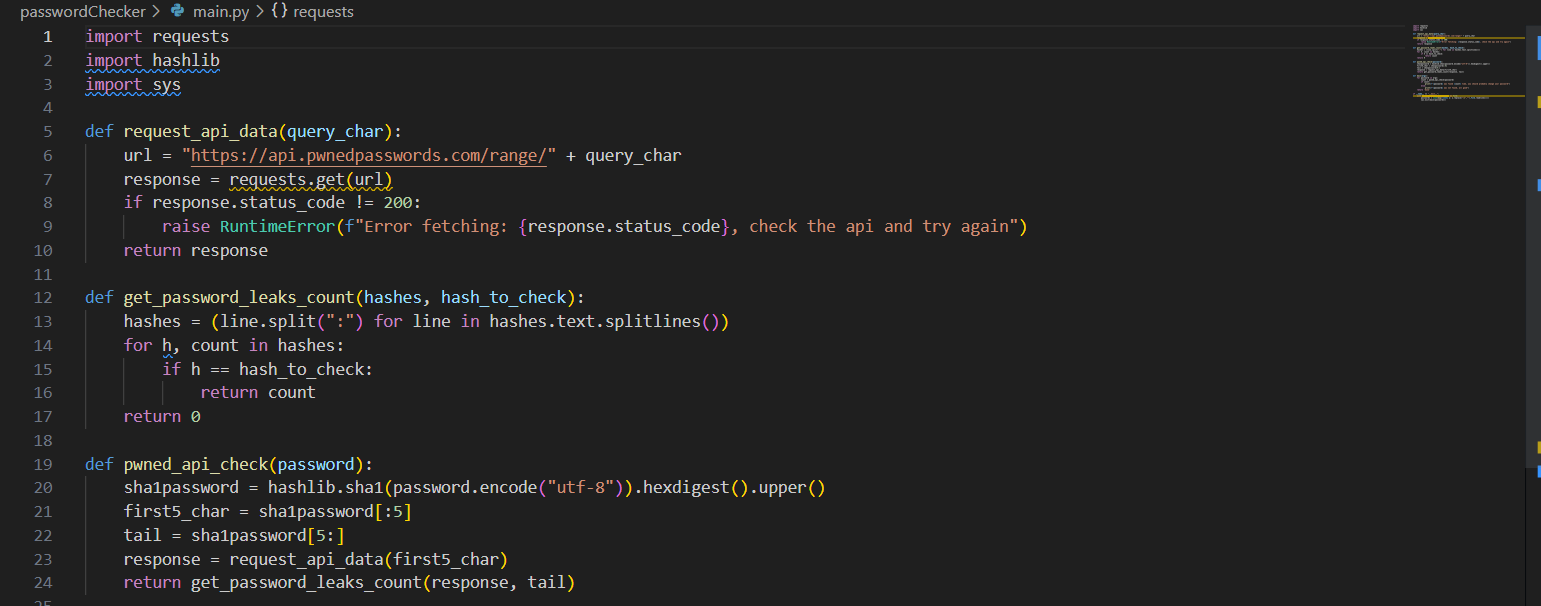 passwordChecker > main.py > {} requests
1 import requests
2 import hashlib
3 import sys
4
5 def request_api_data(query_char):
6     url = "https://api.pwnedpasswords.com/range/" + query_char
7     response = requests.get(url)
8     if response.status_code != 200:
9         raise RuntimeError(f"Error fetching: {response.status_code}, check the api and try again")
10     return response
11
12 def get_password_leaks_count(hashes, hash_to_check):
13     hashes = (line.split(":") for line in hashes.text.splitlines())
14     for h, count in hashes:
15         if h == hash_to_check:
16             return count
17     return 0
18
19 def pwned_api_check(password):
20     sha1password = hashlib.sha1(password.encode("utf-8")).hexdigest().upper()
21     first5_char = sha1password[:5]
22     tail = sha1password[5:]
23     response = request_api_data(first5_char)
24     return get_password_leaks_count(response, tail)
25